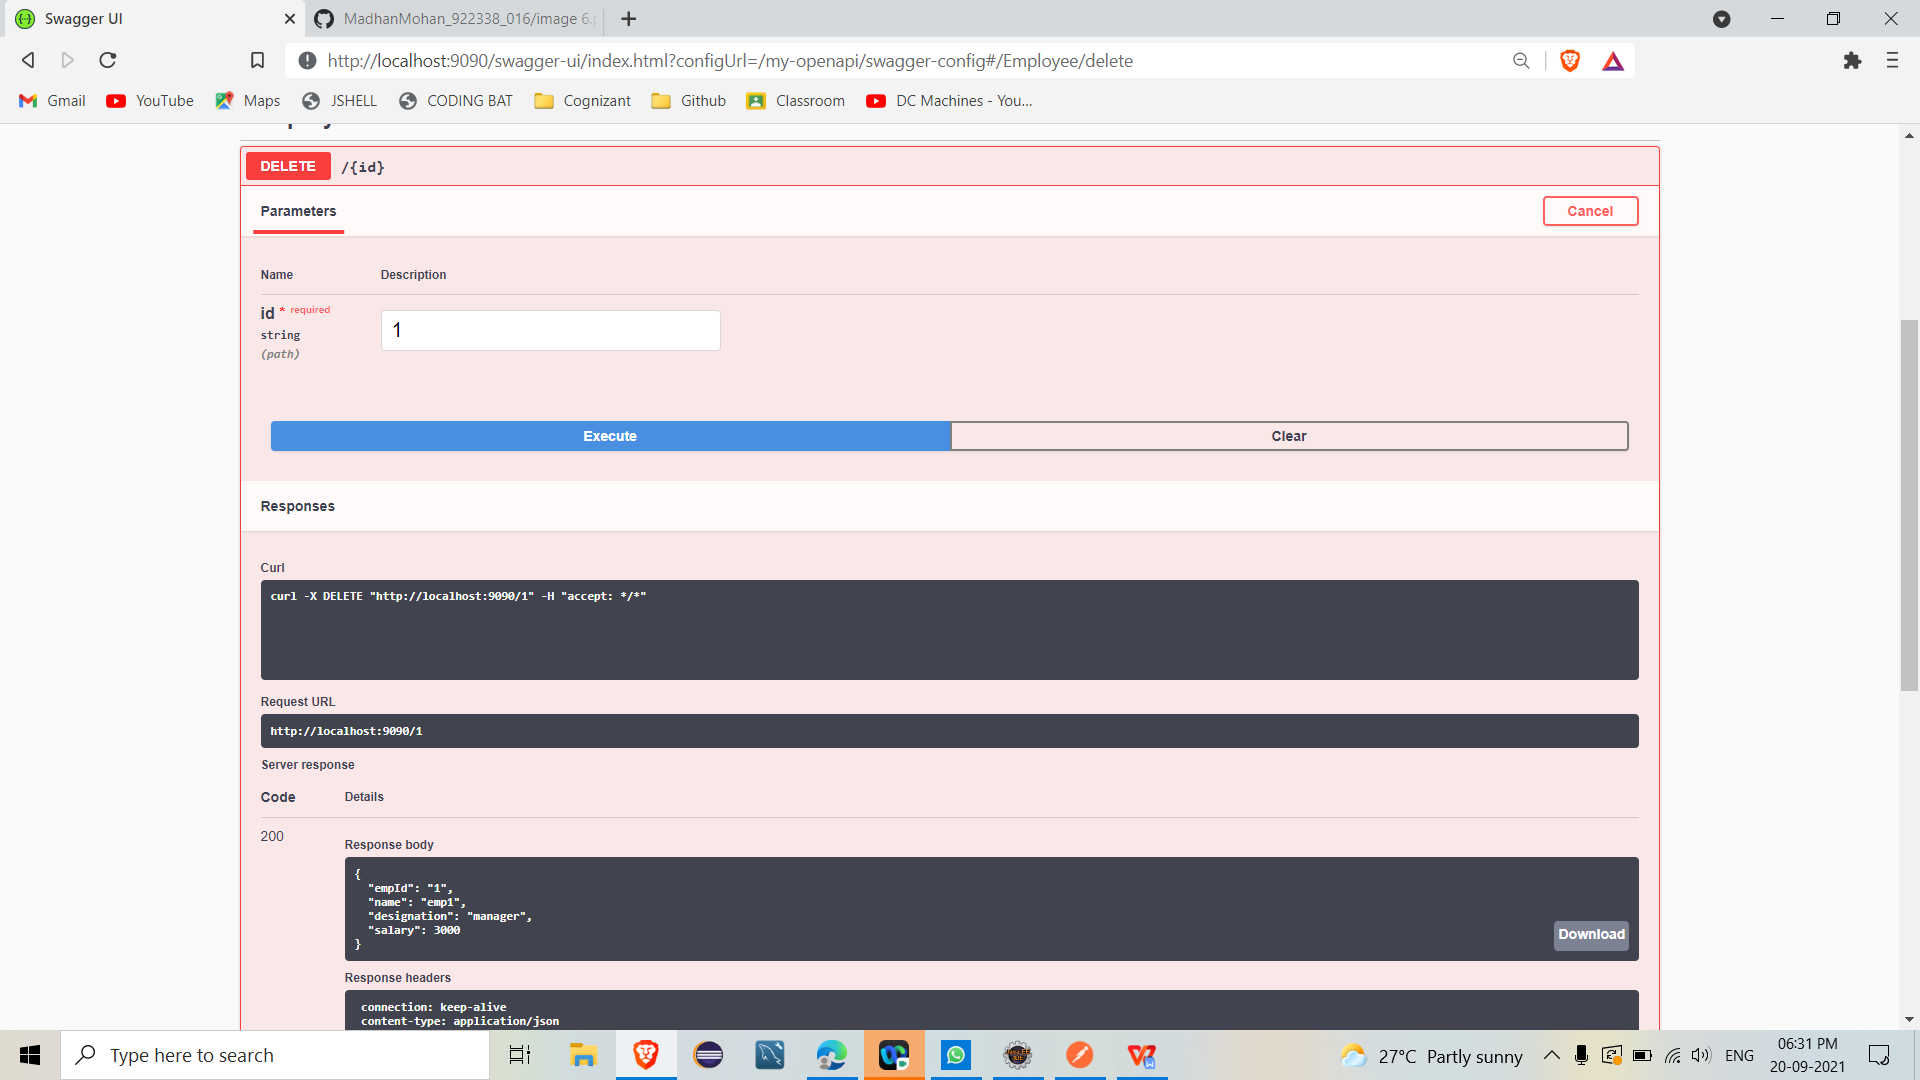 Swagger UI
MadhanMohan_922338_016/image 6.p
http://localhost:9090/swagger-ui/index.html?configUrl=/my-openapi/swagger-config#/Employee/delete
Gmail YouTube Maps JSHELL CODING BAT Cognizant Github Classroom DC Machines - You...
DELETE /{id}
Parameters
Cancel
Name Description
id * required
string
(path)
1
Execute
Clear
Responses
Curl
curl -X DELETE "http://localhost:9090/1" -H "accept: */*"
Request URL
http://localhost:9090/1
Server response
Code Details
200
Response body
{
"empId": "1",
"name": "emp1",
"designation": "manager",
"salary": 3000
}
Download
Response headers
connection: keep-alive
content-type: application/json
Type here to search
27°C Partly sunny
ENG
06:31 PM
20-09-2021